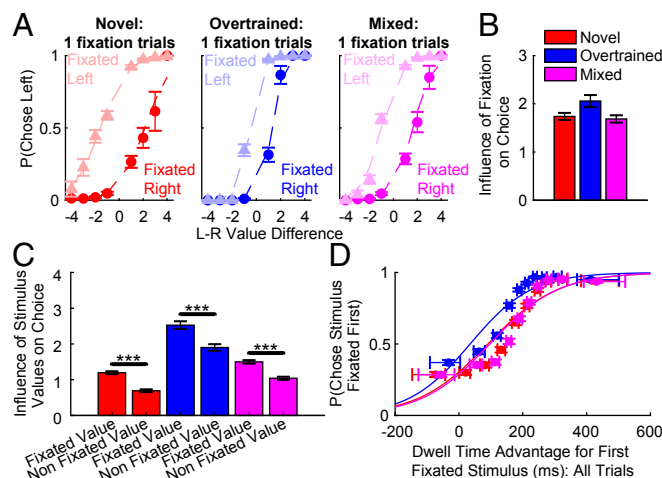 A
Novel:
1 fixation trials
Overtrained:
1 fixation trials
Mixed:
1 fixation trials
P(Chose Left)
1
0.5
0
Fixated
Left
Fixated
Right
-4 -2 0 2 4
Fixated
Left
Fixated
Right
-4 -2 0 2 4
Fixated
Left
Fixated
Right
-4 -2 0 2 4
L-R Value Difference
B
Novel
Overtrained
Mixed
Influence of Fixation
on Choice
3
2
1
0
C
Influence of Stimulus
Values on Choice
4
3
2
1
0
***
***
***
Fixated Value
Non Fixated Value
Fixated Value
Non Fixated Value
Fixated Value
Non Fixated Value
D
P(Chose Stimulus
Fixated First)
1
0.5
0
-200 0 200 400 600
Dwell Time Advantage for First
Fixated Stimulus (ms): All Trials